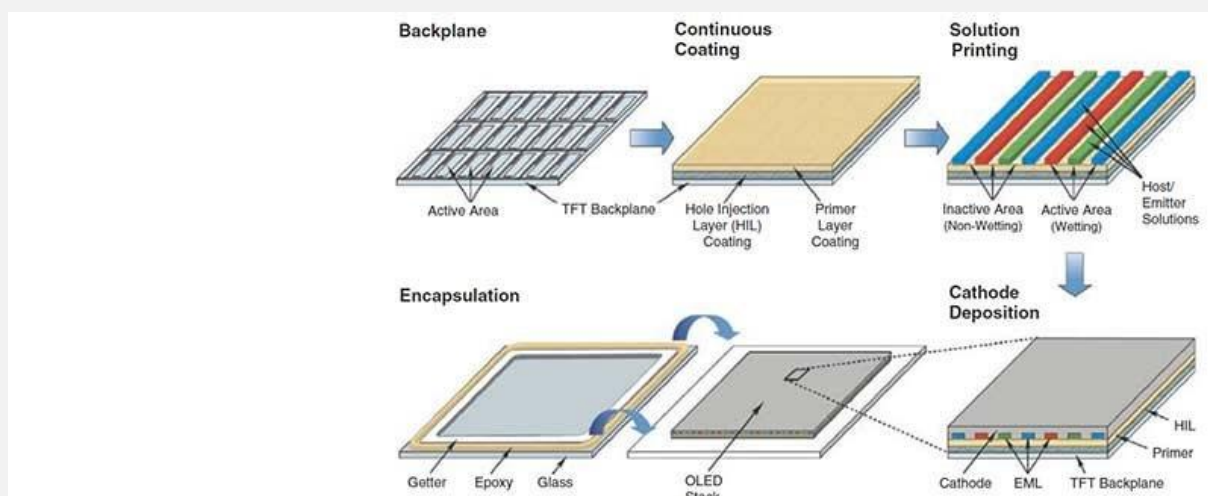 Backplane
Continuous
Coating
Solution
Printing
Active Area
TFT Backplane
Hole Injection
Layer (HIL)
Coating
Primer
Layer
Coating
Inactive Area
(Non-Wetting)
Active Area
(Wetting)
Host/
Emitter
Solutions
Encapsulation
Cathode
Deposition
HIL
Primer
Getter
Epoxy
Glass
OLED
Stack
Cathode
EML
TFT Backplane